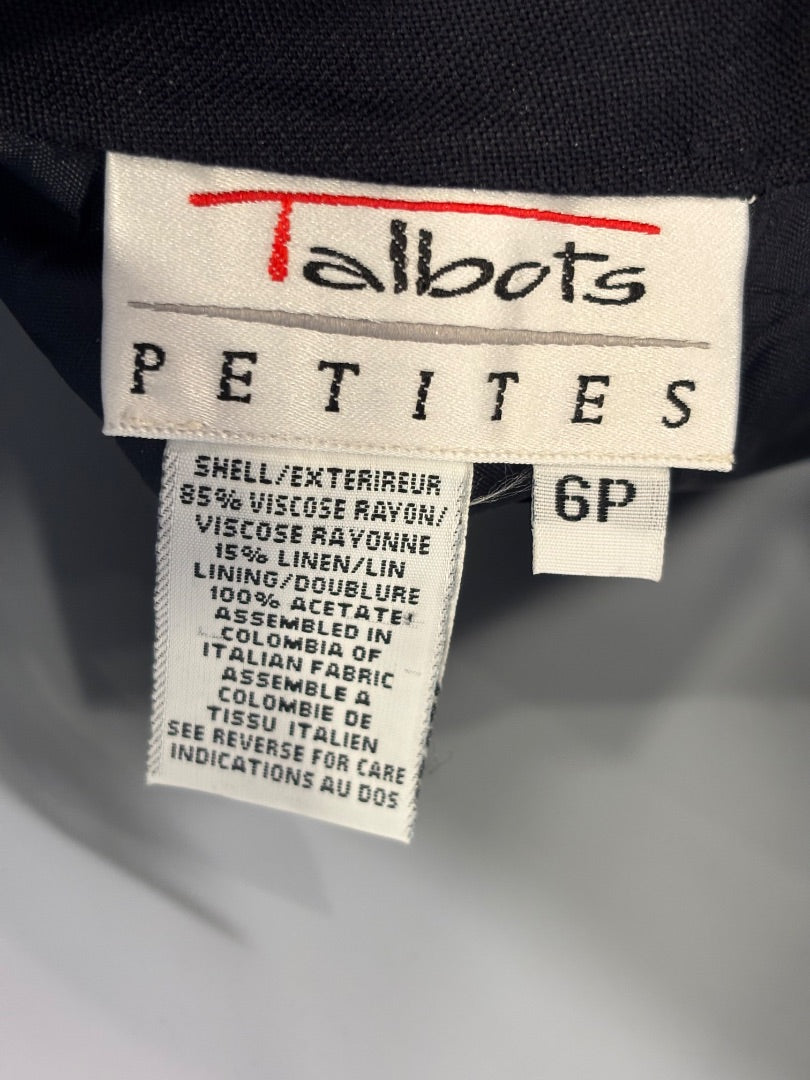 Talbots
PETITES
6P
SHELL/EXTERIREUR
85% VISCOSE RAYON/
VISCOSE RAYONNE
15% LINEN/LIN
LINING/DOUBLURE
100% ACETATE
ASSEMBLED IN
COLOMBIA OF
ITALIAN FABRIC
ASSEMBLE A
COLOMBIE DE
TISSU ITALIEN
SEE REVERSE FOR CARE
INDICATIONS AU DOS